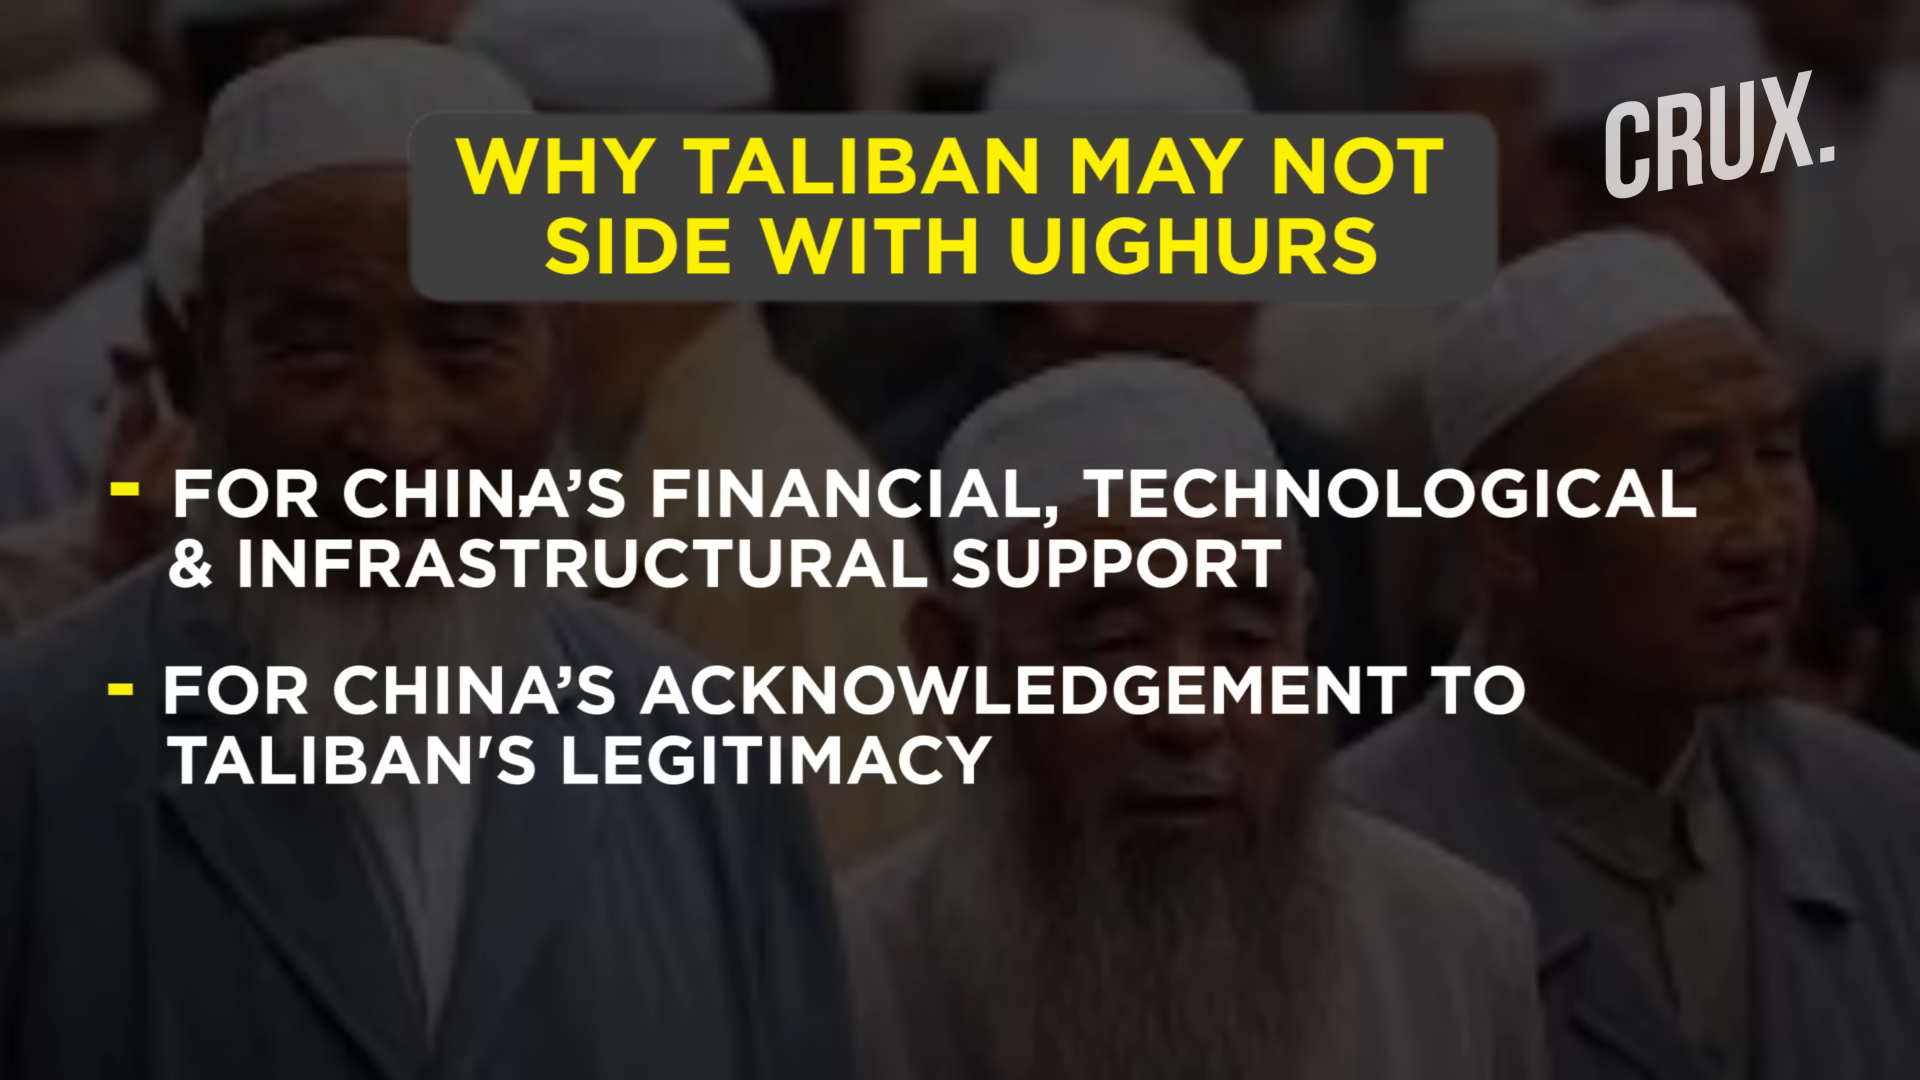 CRUX.
WHY TALIBAN MAY NOT
SIDE WITH UIGHURS
- FOR CHINA’S FINANCIAL, TECHNOLOGICAL
& INFRASTRUCTURAL SUPPORT
- FOR CHINA’S ACKNOWLEDGEMENT TO
TALIBAN'S LEGITIMACY